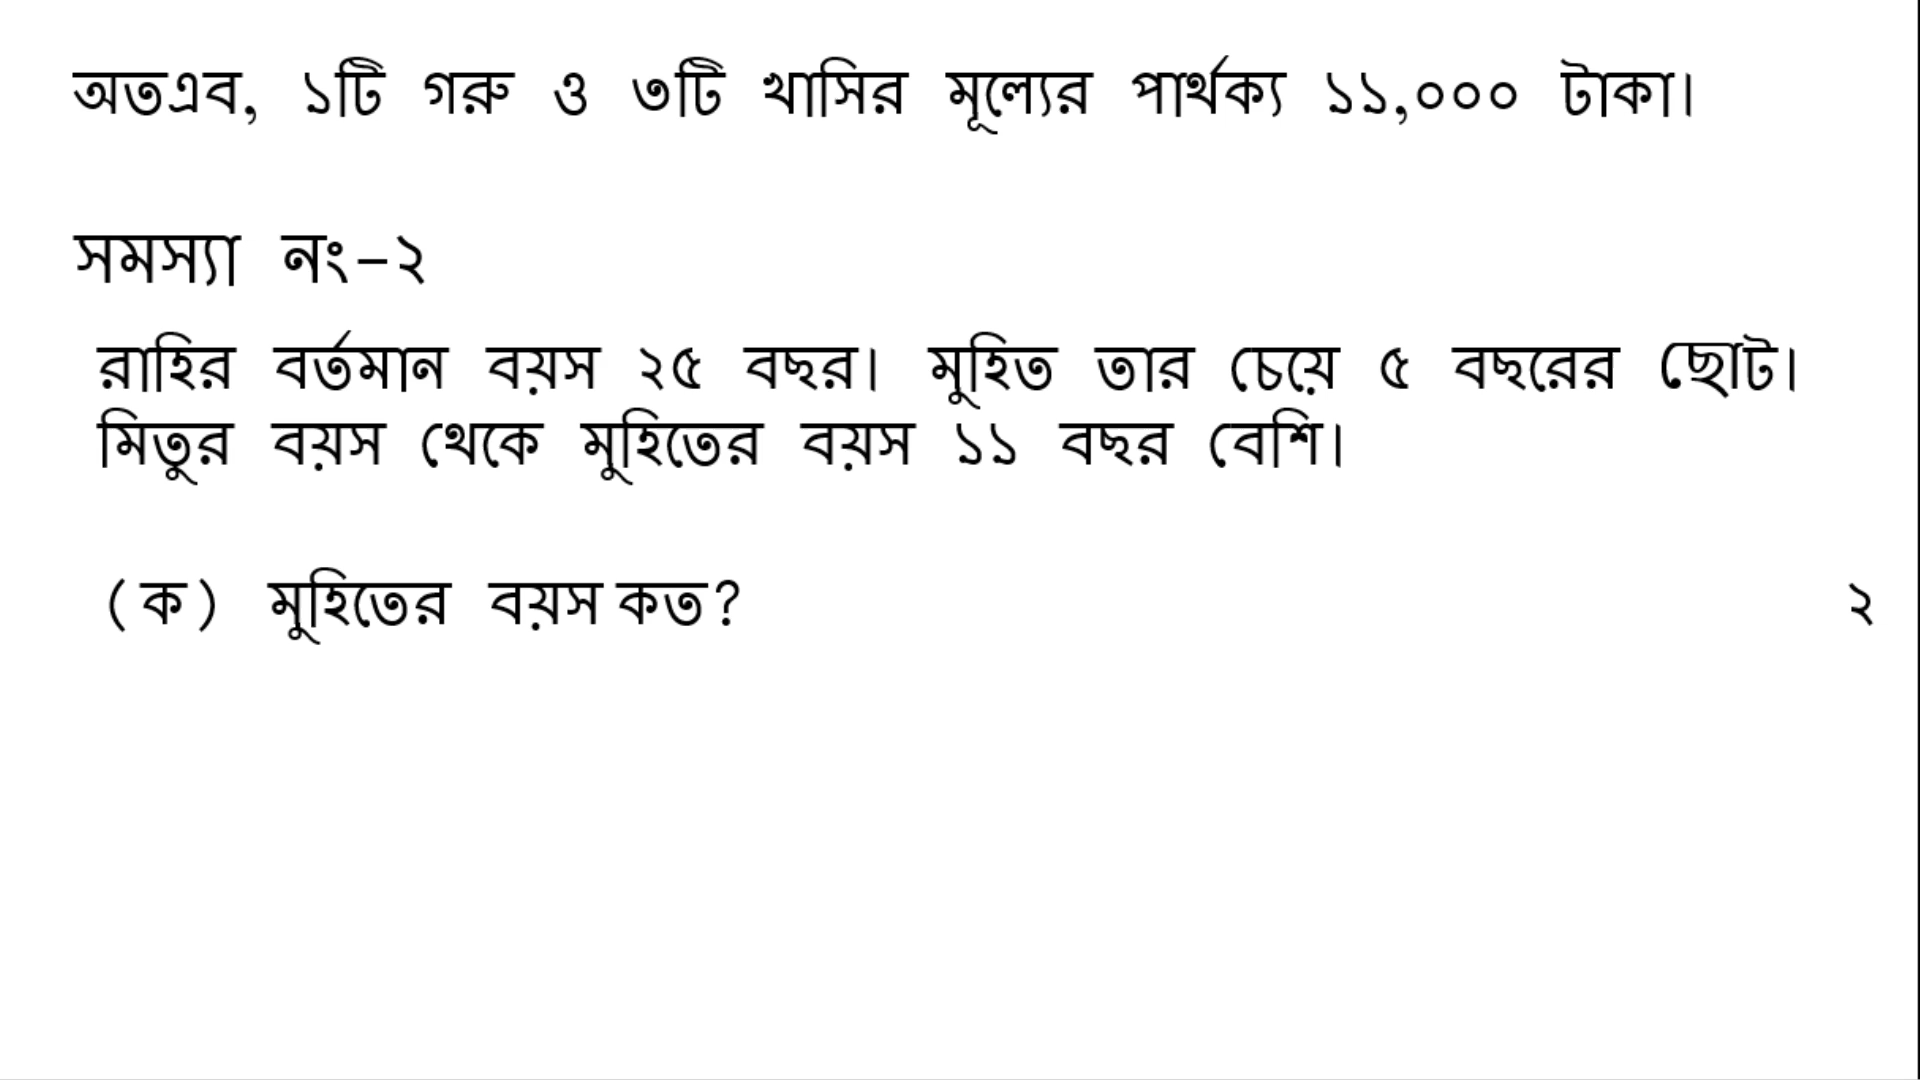 অতএব, ১টি গরু ও ৩টি খাসির মূল্যের পার্থক্য ১১,০০০ টাকা।
সমস্যা নং–২
রাহির বর্তমান বয়স ২৫ বছর। মুহিত তার চেয়ে ৫ বছরের ছোট।
মিতুর বয়স থেকে মুহিতের বয়স ১১ বছর বেশি।
(ক) মুহিতের বয়স কত? ২